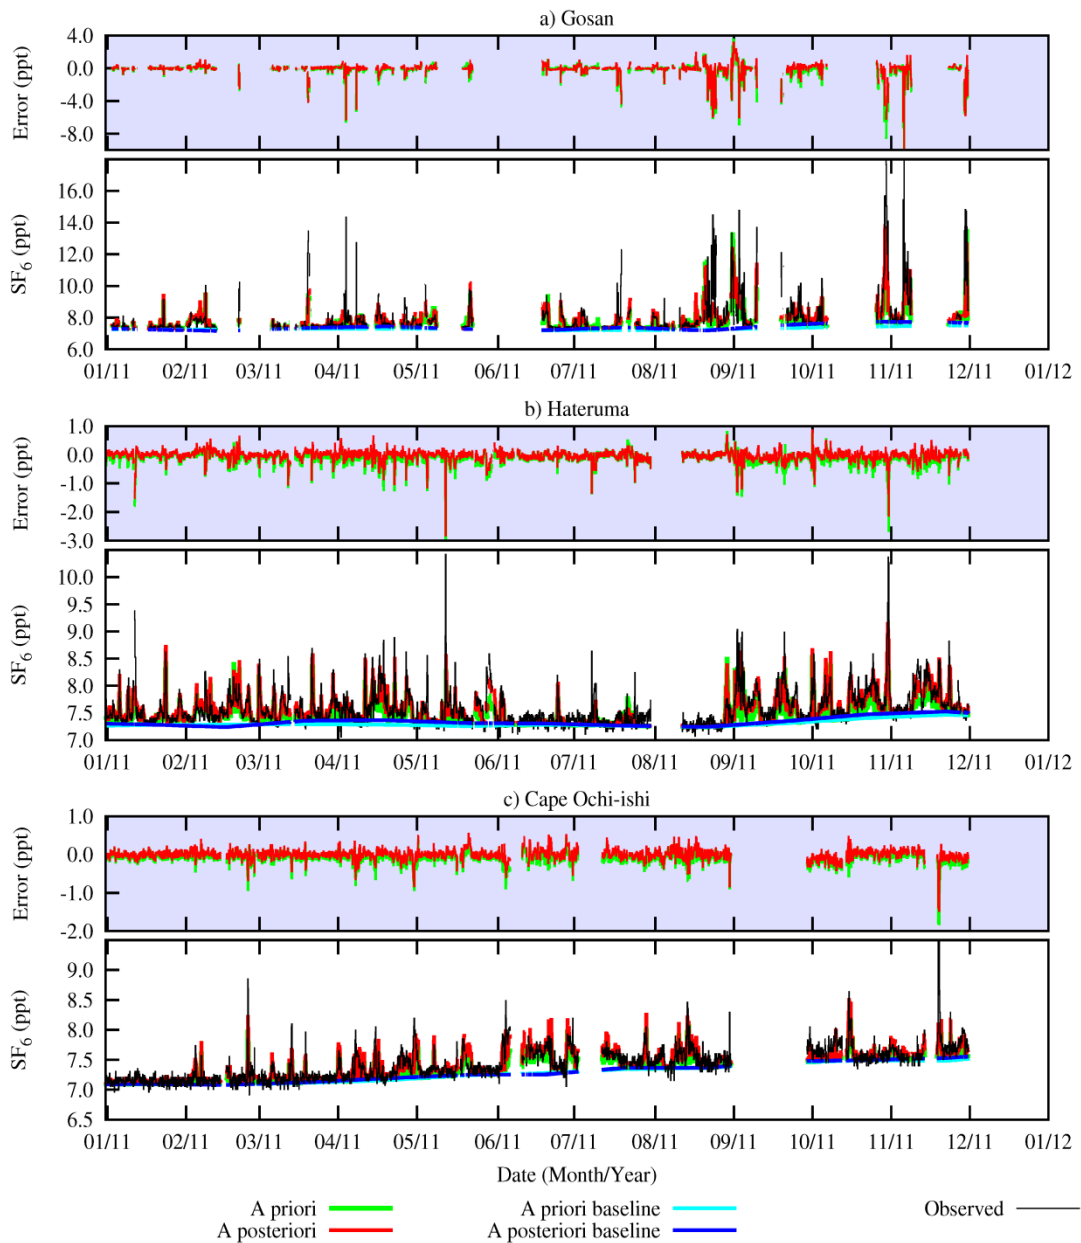 a) Gosan
4.0
0.0
-4.0
-8.0
Error (ppt)
16.0
14.0
12.0
10.0
8.0
6.0
SF6 (ppt)
01/11 02/11 03/11 04/11 05/11 06/11 07/11 08/11 09/11 10/11 11/11 12/11 01/12
b) Hateruma
1.0
0.0
-1.0
-2.0
-3.0
Error (ppt)
10.0
9.5
9.0
8.5
8.0
7.5
7.0
SF6 (ppt)
01/11 02/11 03/11 04/11 05/11 06/11 07/11 08/11 09/11 10/11 11/11 12/11 01/12
c) Cape Ochi-ishi
1.0
0.0
-1.0
-2.0
Error (ppt)
9.0
8.5
8.0
7.5
7.0
6.5
SF6 (ppt)
01/11 02/11 03/11 04/11 05/11 06/11 07/11 08/11 09/11 10/11 11/11 12/11 01/12
Date (Month/Year)
A priori A priori baseline Observed
A posteriori A posteriori baseline